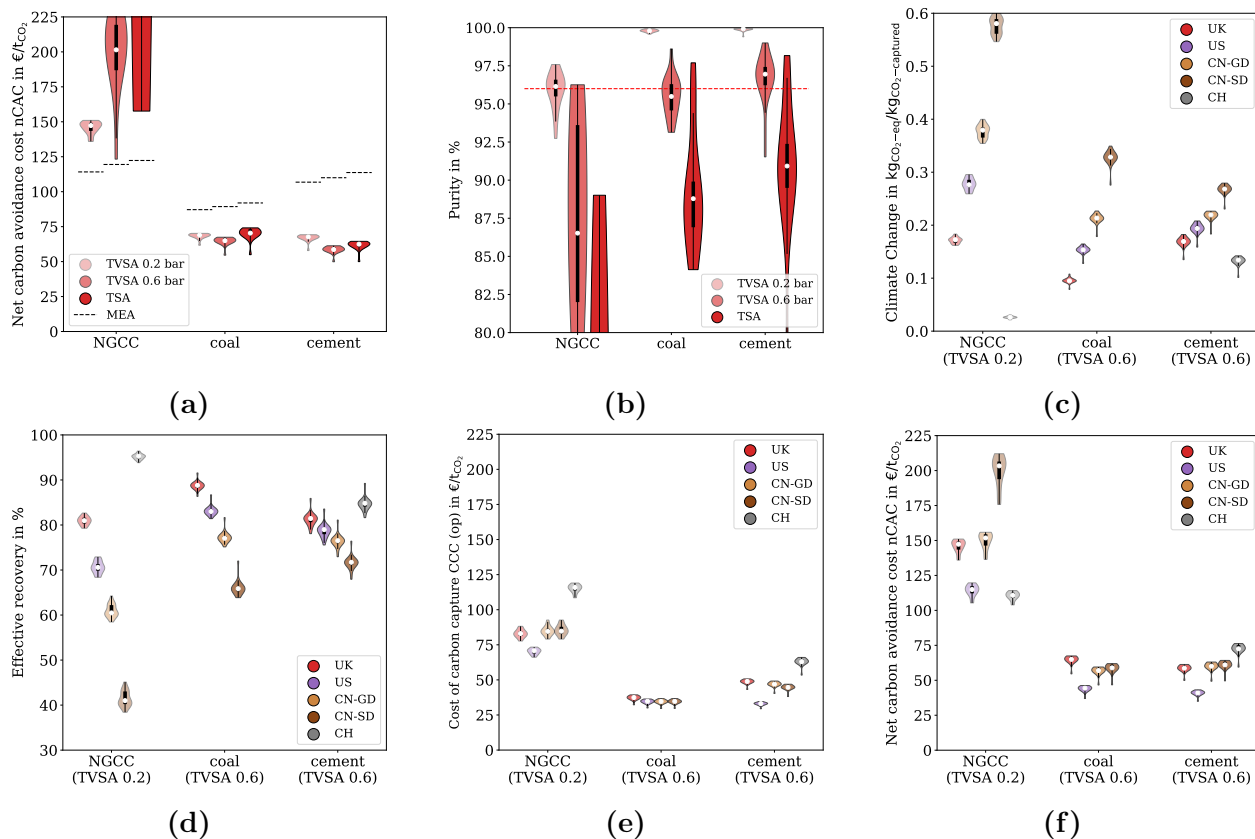 Net carbon avoidance cost nCAC in €/t_CO₂
225
200
175
150
125
100
75
50
25
0
TVSA 0.2 bar
TVSA 0.6 bar
TSA
MEA
NGCC coal cement
(a)
Purity in %
100.0
97.5
95.0
92.5
90.0
87.5
85.0
82.5
80.0
TVSA 0.2 bar
TVSA 0.6 bar
TSA
NGCC coal cement
(b)
Climate Change in kg_CO₂-eq/kg_CO₂-captured
0.6
0.5
0.4
0.3
0.2
0.1
0.0
UK
US
CN-GD
CN-SD
CH
NGCC coal cement
(TVSA 0.2) (TVSA 0.6) (TVSA 0.6)
(c)
Effective recovery in %
100
90
80
70
60
50
40
30
UK
US
CN-GD
CN-SD
CH
NGCC coal cement
(TVSA 0.2) (TVSA 0.6) (TVSA 0.6)
(d)
Cost of carbon capture CCC (op) in €/t_CO₂
225
200
175
150
125
100
75
50
25
0
UK
US
CN-GD
CN-SD
CH
NGCC coal cement
(TVSA 0.2) (TVSA 0.6) (TVSA 0.6)
(e)
Net carbon avoidance cost nCAC in €/t_CO₂
225
200
175
150
125
100
75
50
25
0
UK
US
CN-GD
CN-SD
CH
NGCC coal cement
(TVSA 0.2) (TVSA 0.6) (TVSA 0.6)
(f)